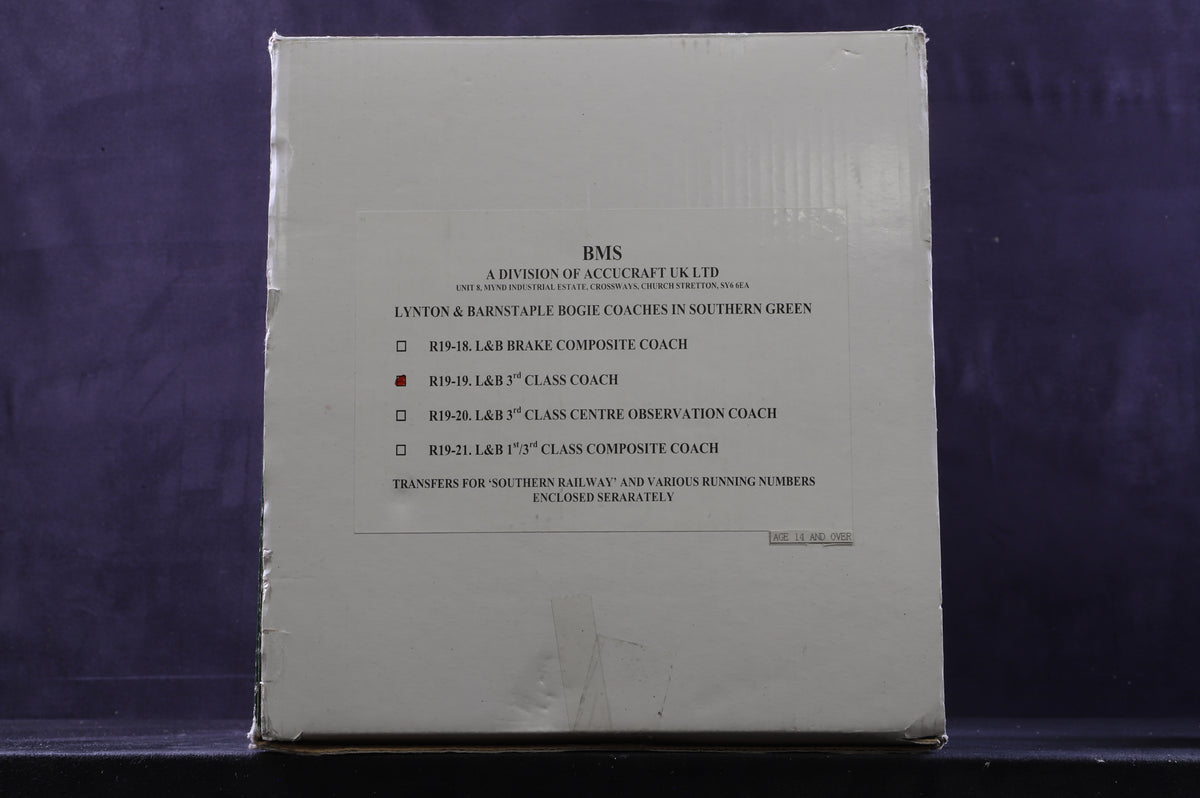 BMS
A DIVISION OF ACCUCRAFT UK LTD
UNIT 8, MYND INDUSTRIAL ESTATE, CROSSWAYS, CHURCH STRETTON, SY6 6EA
LYNTON & BARNSTAPLE BOGIE COACHES IN SOUTHERN GREEN
R19-18. L&B BRAKE COMPOSITE COACH
R19-19. L&B 3rd CLASS COACH
R19-20. L&B 3rd CLASS CENTRE OBSERVATION COACH
R19-21. L&B 1st/3rd CLASS COMPOSITE COACH
TRANSFERS FOR ‘SOUTHERN RAILWAY’ AND VARIOUS RUNNING NUMBERS
ENCLOSED SERARATELY
AGE 14 AND OVER